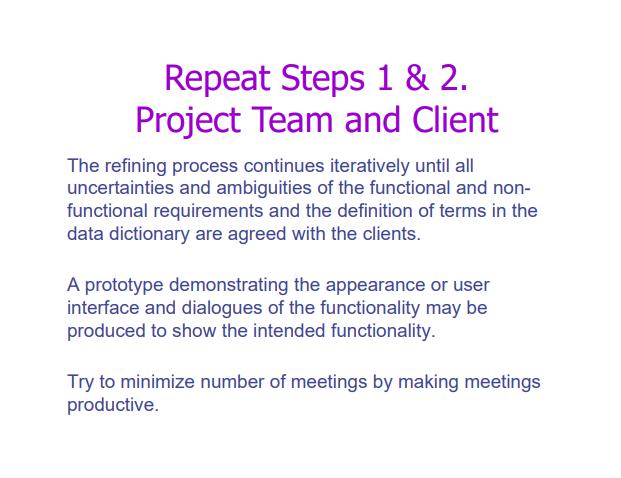 Repeat Steps 1 & 2.
Project Team and Client
The refining process continues iteratively until all
uncertainties and ambiguities of the functional and non-
functional requirements and the definition of terms in the
data dictionary are agreed with the clients.
A prototype demonstrating the appearance or user
interface and dialogues of the functionality may be
produced to show the intended functionality.
Try to minimize number of meetings by making meetings
productive.